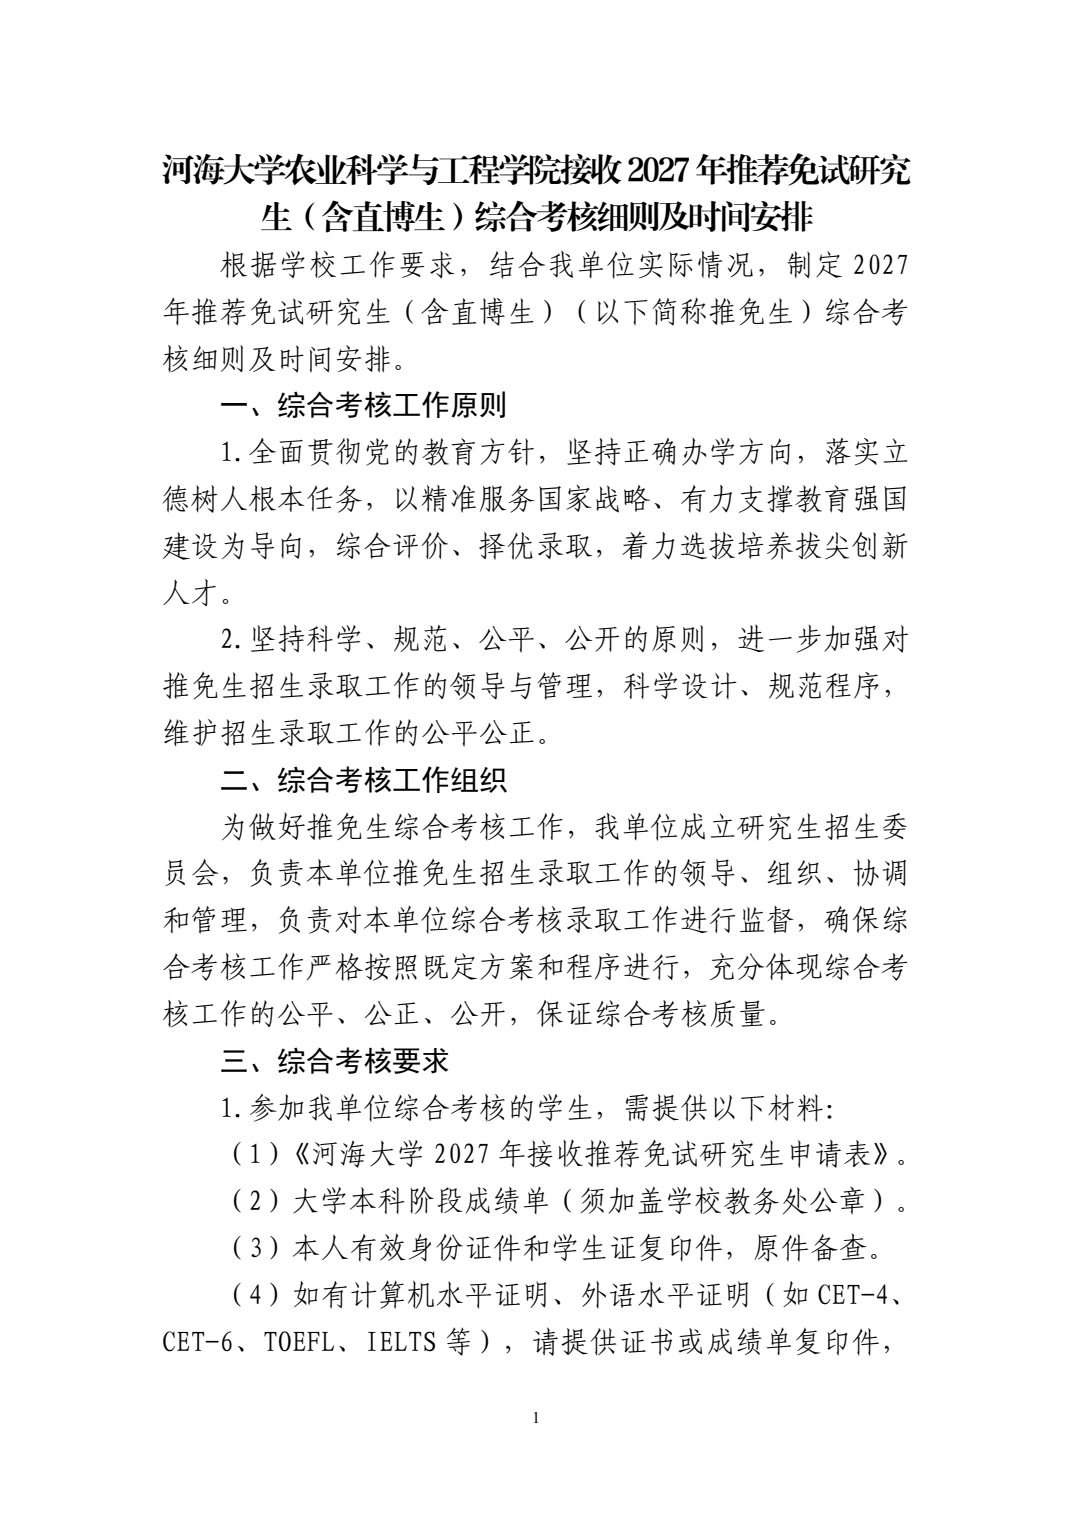 河海大学农业科学与工程学院接收 2027 年推荐免试研究
生（含直博生）综合考核细则及时间安排
根据学校工作要求，结合我单位实际情况，制定 2027
年推荐免试研究生（含直博生）（以下简称推免生）综合考
核细则及时间安排。
一、综合考核工作原则
1.全面贯彻党的教育方针，坚持正确办学方向，落实立
德树人根本任务，以精准服务国家战略、有力支撑教育强国
建设为导向，综合评价、择优录取，着力选拔培养拔尖创新
人才。
2.坚持科学、规范、公平、公开的原则，进一步加强对
推免生招生录取工作的领导与管理，科学设计、规范程序，
维护招生录取工作的公平公正。
二、综合考核工作组织
为做好推免生综合考核工作，我单位成立研究生招生委
员会，负责本单位推免生招生录取工作的领导、组织、协调
和管理，负责对本单位综合考核录取工作进行监督，确保综
合考核工作严格按照既定方案和程序进行，充分体现综合考
核工作的公平、公正、公开，保证综合考核质量。
三、综合考核要求
1.参加我单位综合考核的学生，需提供以下材料：
（1）《河海大学 2027 年接收推荐免试研究生申请表》。
（2）大学本科阶段成绩单（须加盖学校教务处公章）。
（3）本人有效身份证件和学生证复印件，原件备查。
（4）如有计算机水平证明、外语水平证明（如 CET-4、
CET-6、TOEFL、IELTS 等），请提供证书或成绩单复印件，
1